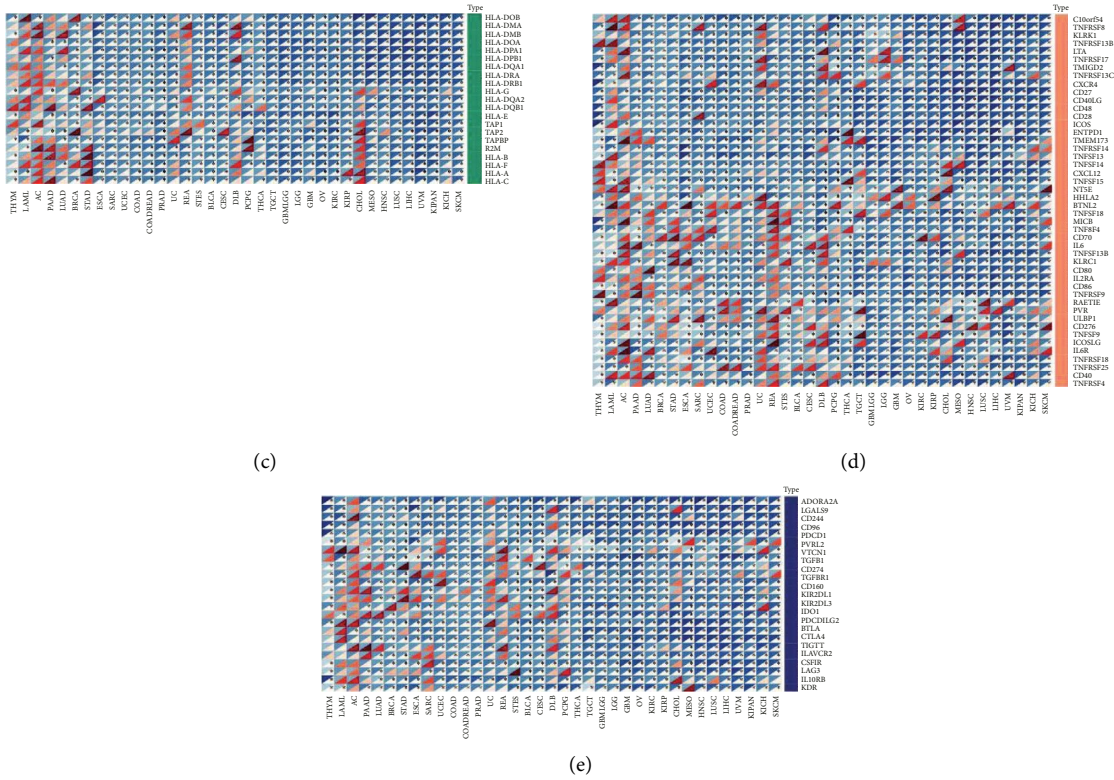 Type
HLA-DOB
HLA-DMA
HLA-DMB
HLA-DOA
HLA-DPA1
HLA-DPB1
HLA-DQA1
HLA-DRA
HLA-DRB1
HLA-G
HLA-DQA2
HLA-DQB1
HLA-E
TAP1
TAP2
TAPBP
R2M
HLA-B
HLA-F
HLA-A
HLA-C
THYM
LAML
AC
PAAD
LUAD
BRCA
STAD
ESCA
SARC
UCEC
COAD
COADREAD
PRAD
UC
REA
STES
BLCA
CESC
DLB
PCPG
THCA
TGCT
GBMLGG
LGG
GBM
OV
KIRC
KIRP
CHOL
MESO
HNSC
LUSC
LIHC
UVM
KIPAN
KICH
SKCM
(c)
Type
C10orf54
TNFRSF8
KLRK1
TNFRSF13B
LTA
TNFRSF17
TMIGD2
TNFRSF13C
CXCR4
CD27
CD40LG
CD48
CD28
ICOS
ENTPD1
TMEM173
TNFRSF14
TNFSF13
TNFSF14
CXCL12
TNFSF15
NT5E
HHLA2
BTNL2
TNFSF18
MICB
TNF8F4
CD70
IL6
TNFSF13B
KLRC1
CD80
IL2RA
CD86
TNFRSF9
RAETIE
PVR
ULBP1
CD276
TNFSF9
ICOSLG
IL6R
TNFRSF18
TNFRSF25
CD40
TNFRSF4
THYM
LAML
AC
PAAD
LUAD
BRCA
STAD
ESCA
SARC
UCEC
COAD
COADREAD
PRAD
UC
REA
STES
BLCA
CESC
DLB
PCPG
THCA
TGCT
GBMLGG
LGG
GBM
OV
KIRC
KIRP
CHOL
MESO
HNSC
LUSC
LIHC
UVM
KIPAN
KICH
SKCM
(d)
Type
ADORA2A
LGALS9
CD244
CD96
PDCD1
PVRL2
VTCN1
TGFB1
CD274
TGFBR1
CD160
KIR2DL1
KIR2DL3
IDO1
PDCDILG2
BTLA
CTLA4
TIGTT
ILAVCR2
CSFIR
LAG3
IL10RB
KDR
THYM
LAML
AC
PAAD
LUAD
BRCA
STAD
ESCA
SARC
UCEC
COAD
COADREAD
PRAD
UC
REA
STES
BLCA
CESC
DLB
PCPG
THCA
TGCT
GBMLGG
LGG
GBM
OV
KIRC
KIRP
CHOL
MESO
HNSC
LUSC
LIHC
UVM
KIPAN
KICH
SKCM
(e)